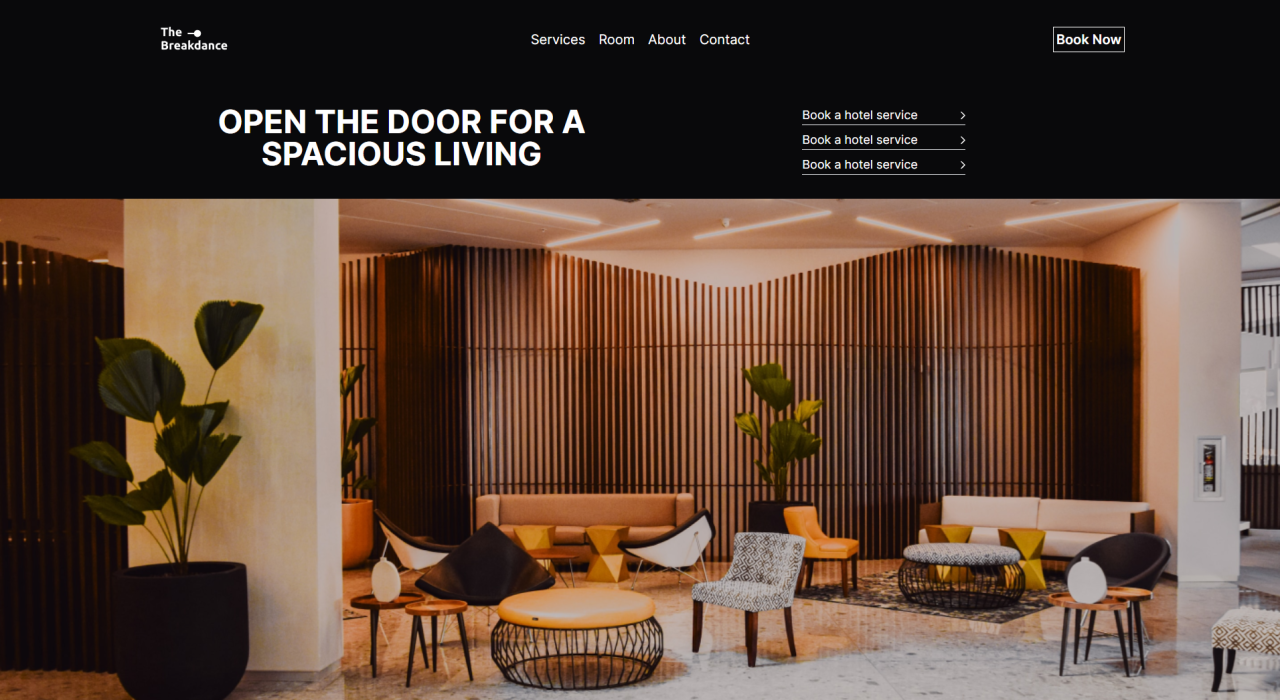 The
Breakdance
Services Room About Contact
Book Now
OPEN THE DOOR FOR A
SPACIOUS LIVING
Book a hotel service
Book a hotel service
Book a hotel service